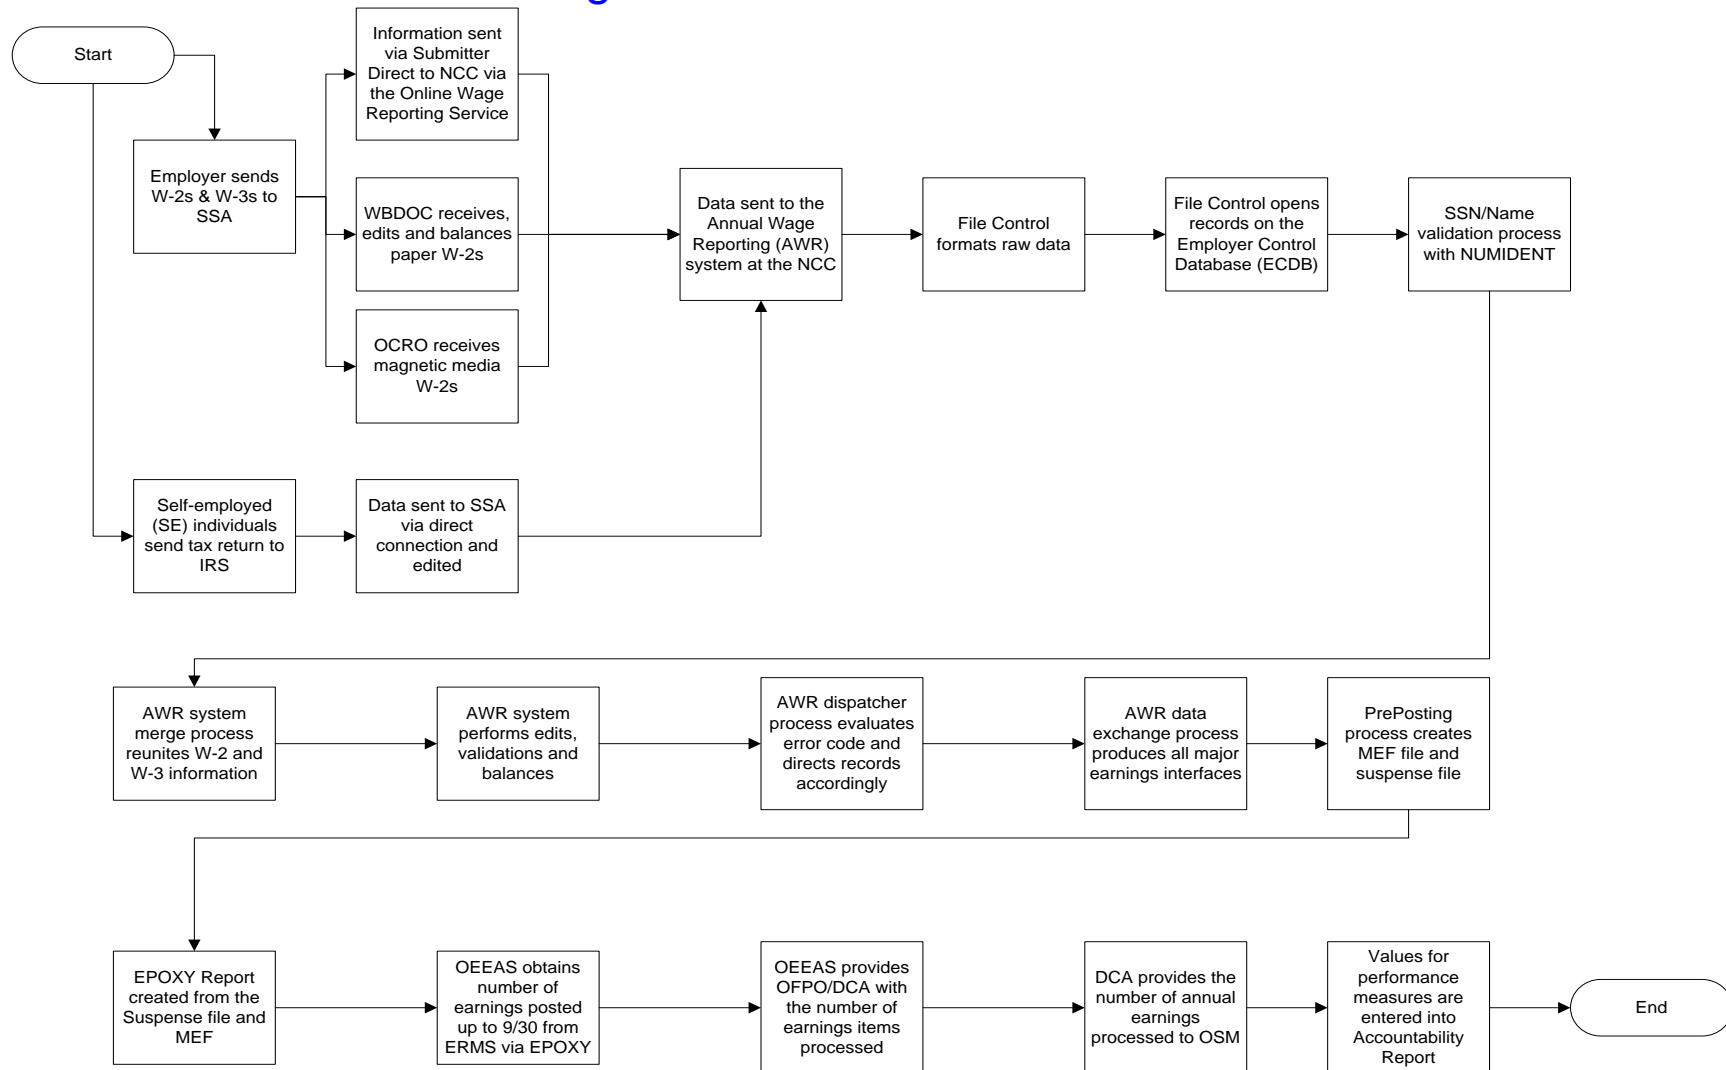 Start
Information sent
via Submitter
Direct to NCC via
the Online Wage
Reporting Service
Employer sends
W-2s & W-3s to
SSA
WBDOC receives,
edits and balances
paper W-2s
OCRO receives
magnetic media
W-2s
Data sent to the
Annual Wage
Reporting (AWR)
system at the NCC
File Control
formats raw data
File Control opens
records on the
Employer Control
Database (ECDB)
SSN/Name
validation process
with NUMIDENT
Self-employed
(SE) individuals
send tax return to
IRS
Data sent to SSA
via direct
connection and
edited
AWR system
merge process
reunites W-2 and
W-3 information
AWR system
performs edits,
validations and
balances
AWR dispatcher
process evaluates
error code and
directs records
accordingly
AWR data
exchange process
produces all major
earnings interfaces
PrePosting
process creates
MEF file and
suspense file
EPOXY Report
created from the
Suspense file and
MEF
OEEAS obtains
number of
earnings posted
up to 9/30 from
ERMS via EPOXY
OEEAS provides
OFPO/DCA with
the number of
earnings items
processed
DCA provides the
number of annual
earnings
processed to OSM
Values for
performance
measures are
entered into
Accountability
Report
End